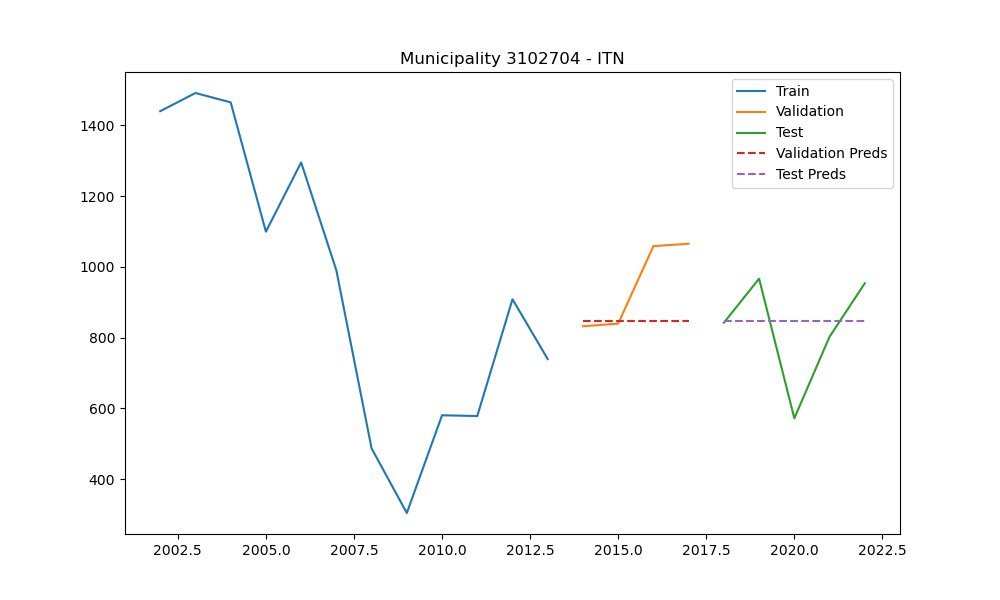 Municipality 3102704 - ITN
Train
Validation
Test
Validation Preds
Test Preds
1400
1200
1000
800
600
400
2002.5 2005.0 2007.5 2010.0 2012.5 2015.0 2017.5 2020.0 2022.5